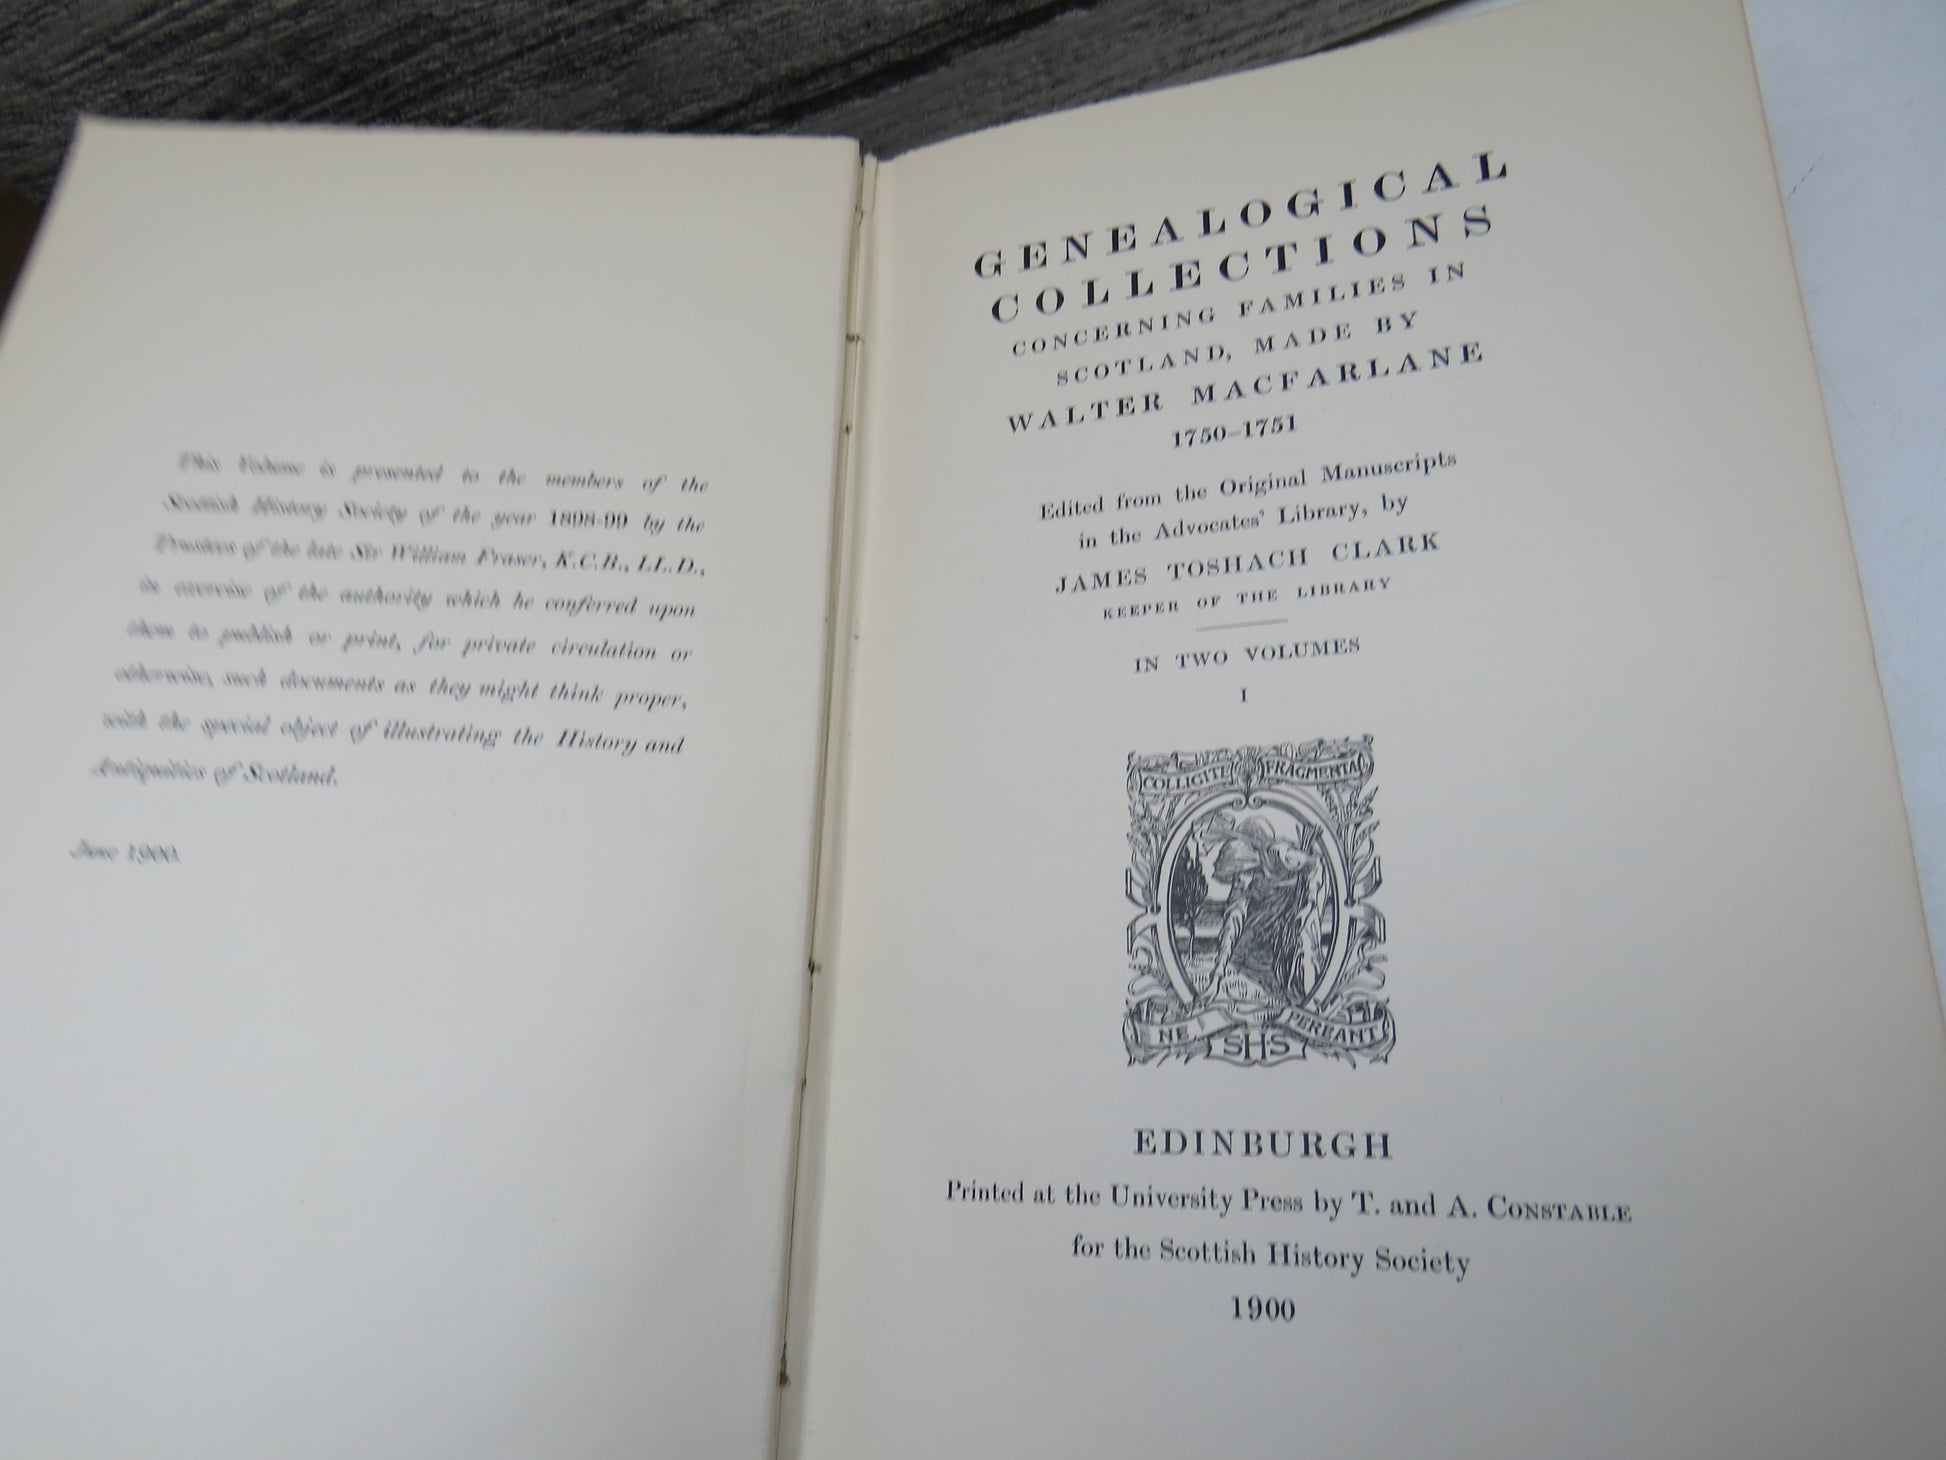 This Volume is presented to the members of the
Scottish History Society of the year 1898-99 by the
Trustees of the late Sir William Fraser, K.C.B., LL.D.,
in exercise of the authority which he conferred upon
them to publish or print, for private circulation or
otherwise, such documents as they might think proper,
with the special object of illustrating the History and
Antiquities of Scotland.
June 1900.
GENEALOGICAL
COLLECTIONS
CONCERNING FAMILIES IN
SCOTLAND, MADE BY
WALTER MACFARLANE
1750-1751
Edited from the Original Manuscripts
in the Advocates' Library, by
JAMES TOSHACH CLARK
KEEPER OF THE LIBRARY
IN TWO VOLUMES
I
COLLIGITE FRAGMENTA
NE PEREANT
SHS
EDINBURGH
Printed at the University Press by T. and A. CONSTABLE
for the Scottish History Society
1900